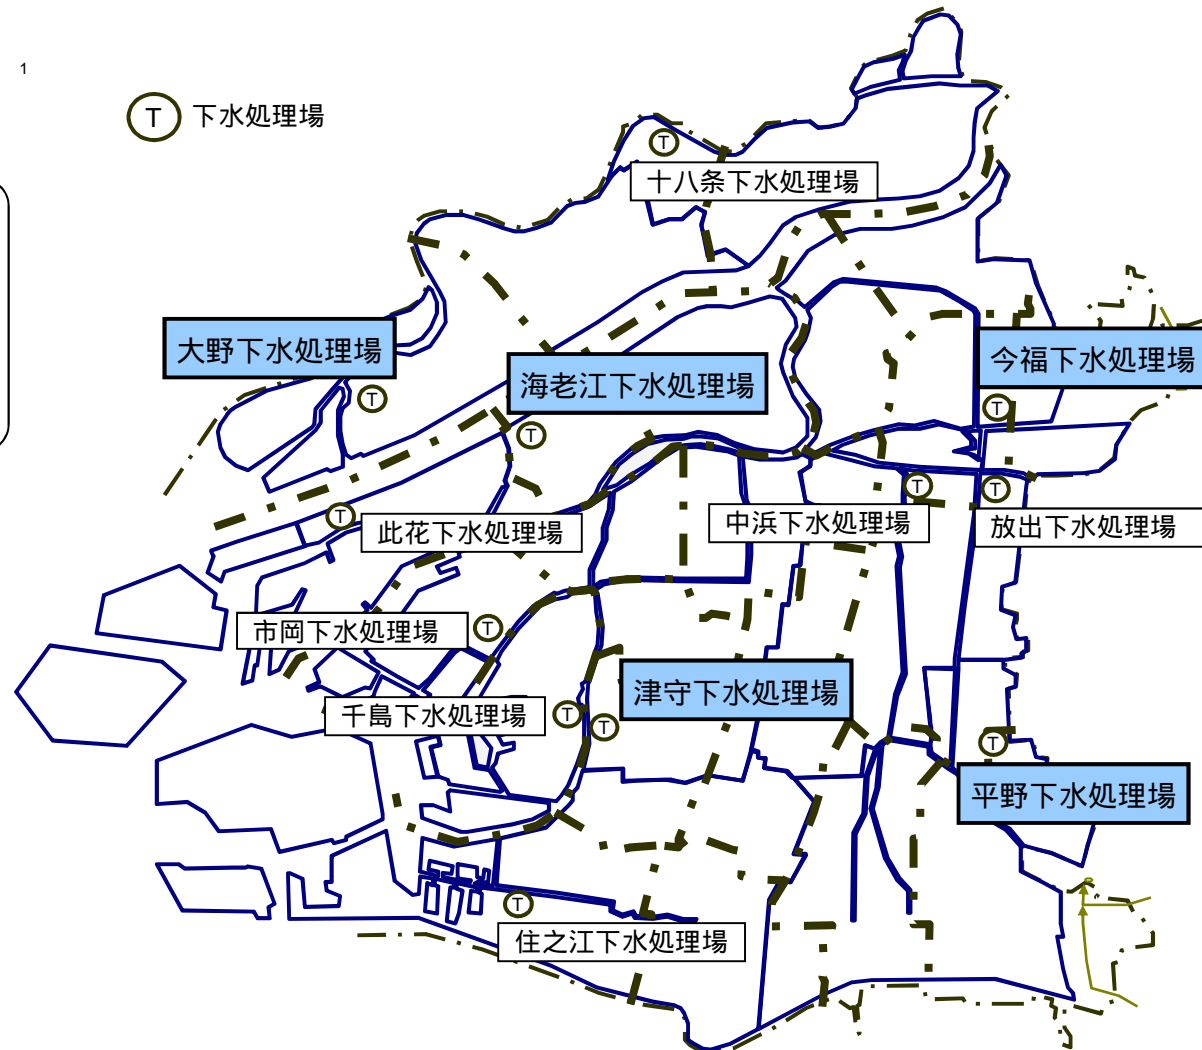 1
T 下水処理場
T
十八条下水処理場
大野下水処理場
T
海老江下水処理場
T
今福下水処理場
T
T
此花下水処理場
中浜下水処理場
T
放出下水処理場
T
市岡下水処理場
T
千島下水処理場
T
T
津守下水処理場
T
平野下水処理場
T
住之江下水処理場